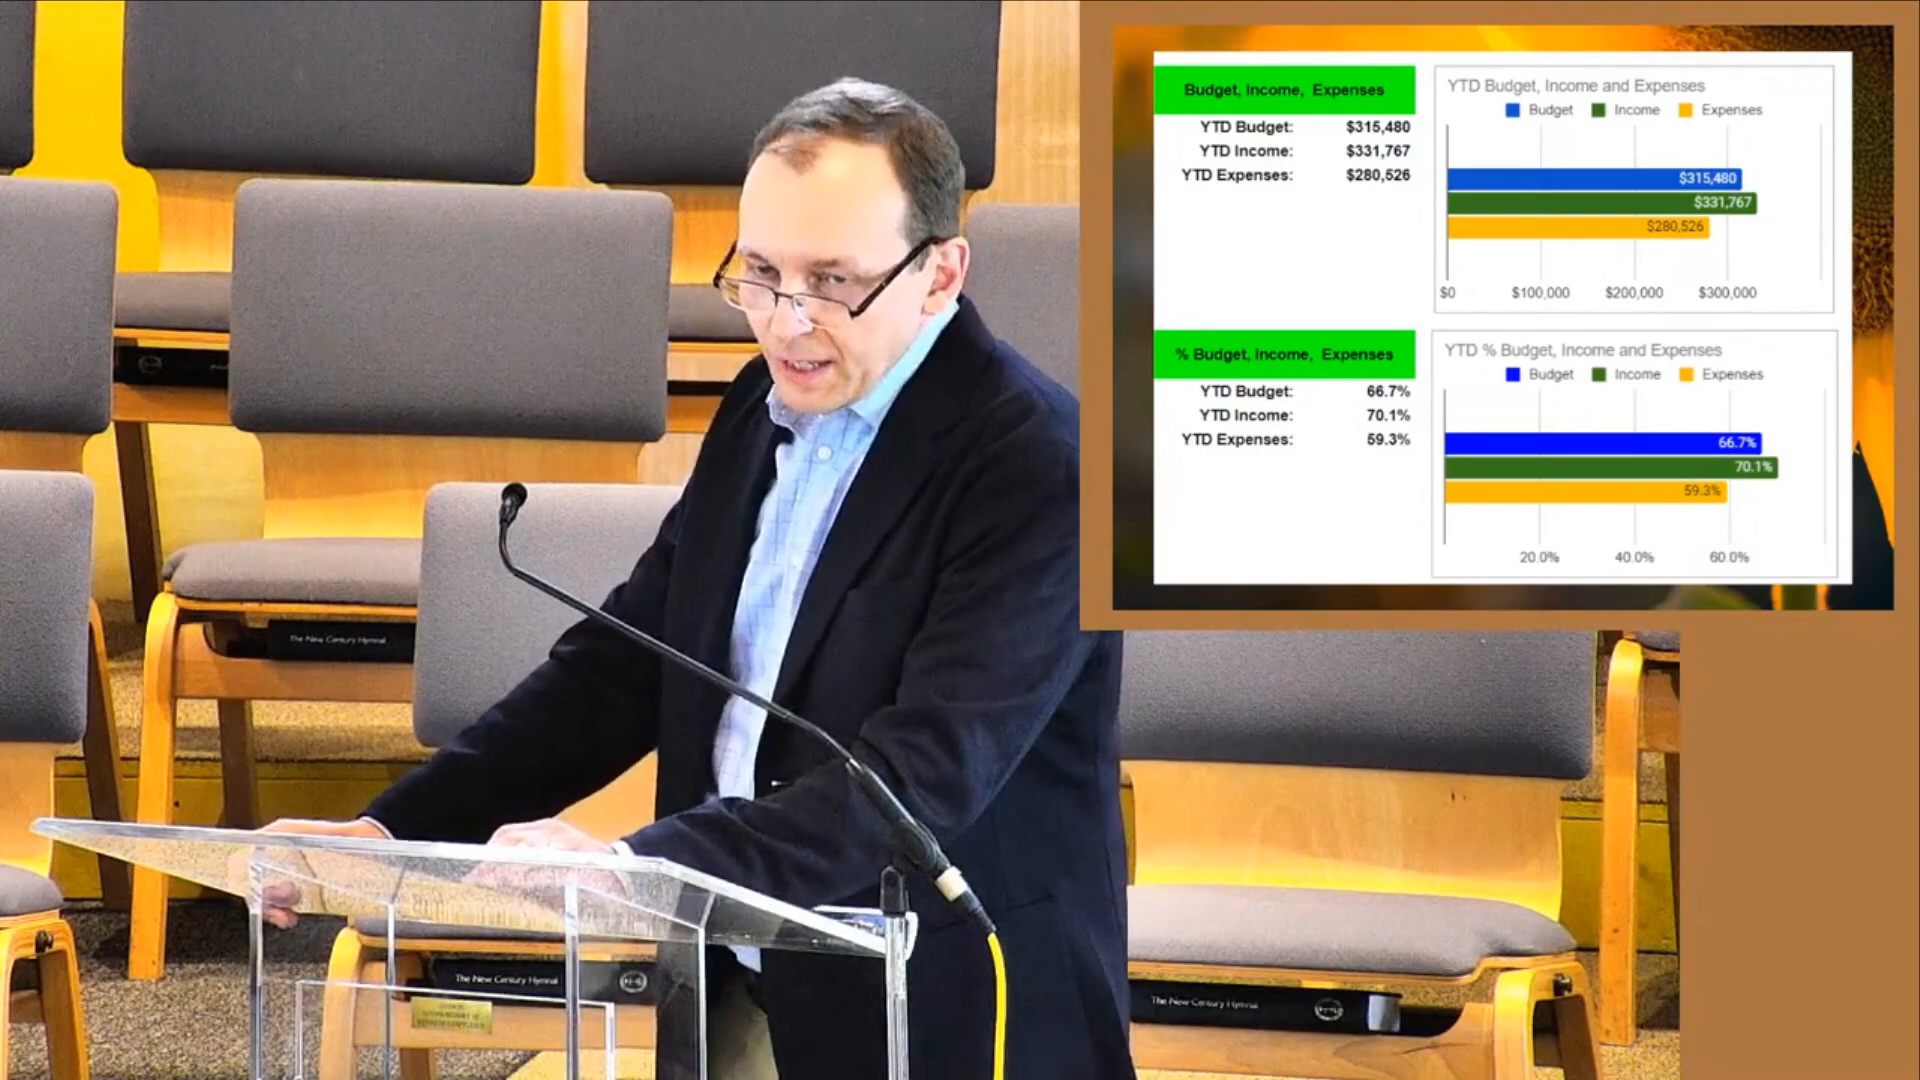 Budget, Income, Expenses
YTD Budget: $315,480
YTD Income: $331,767
YTD Expenses: $280,526
YTD Budget, Income and Expenses
Budget Income Expenses
$315,480
$331,767
$280,526
$0 $100,000 $200,000 $300,000
% Budget, Income, Expenses
YTD Budget: 66.7%
YTD Income: 70.1%
YTD Expenses: 59.3%
YTD % Budget, Income and Expenses
Budget Income Expenses
66.7%
70.1%
59.3%
20.0% 40.0% 60.0%
The New Century Hymnal
The New Century Hymnal
The New Century Hymnal